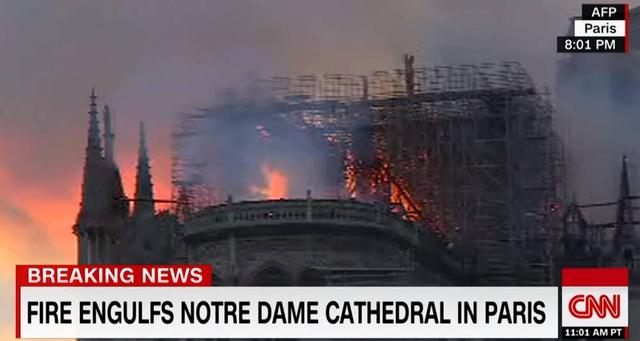 AFP
Paris
8:01 PM
BREAKING NEWS
FIRE ENGULFS NOTRE DAME CATHEDRAL IN PARIS
CNN
11:01 AM PT